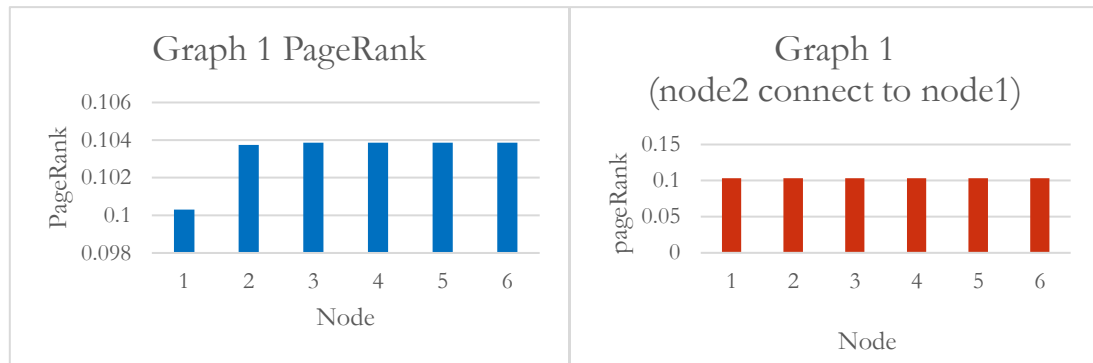 Graph 1 PageRank
0.106
0.104
0.102
0.1
0.098
PageRank
1 2 3 4 5 6
Node
Graph 1
(node2 connect to node1)
0.15
0.1
0.05
0
pageRank
1 2 3 4 5 6
Node